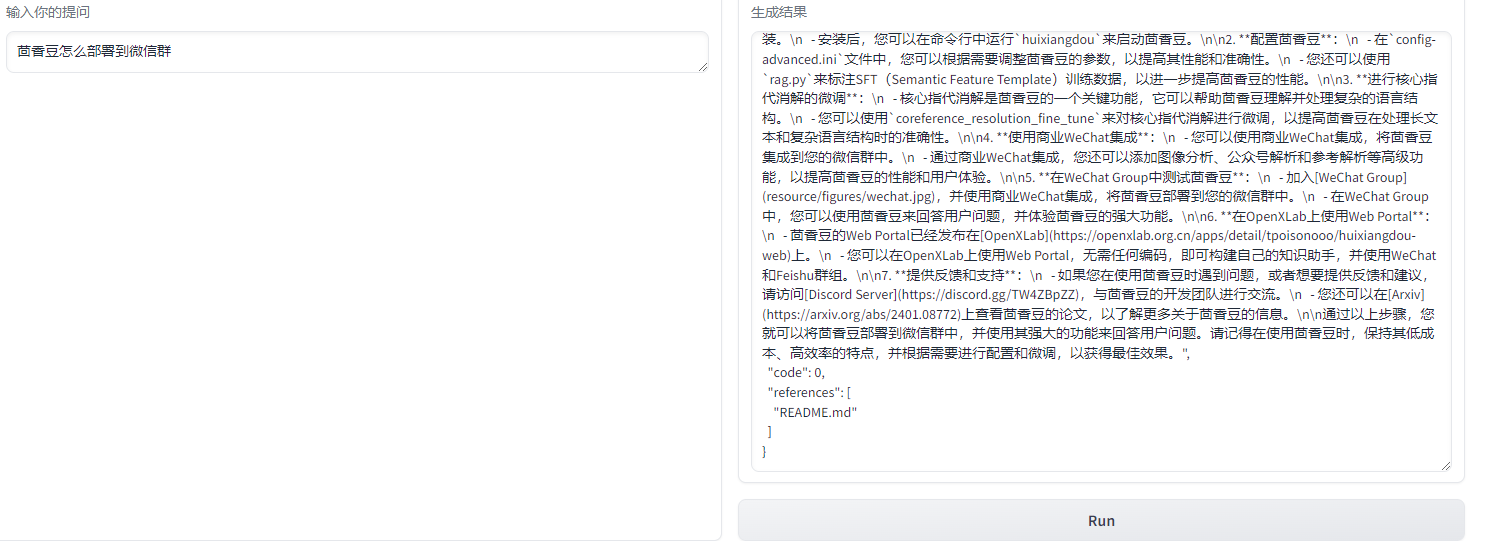 输入你的提问
茴香豆怎么部署到微信群
生成结果
装。\n - 安装后，您可以在命令行中运行`huixiangdou`来启动茴香豆。\n\n2. **配置茴香豆**：\n - 在`config-
advanced.ini`文件中，您可以根据需要调整茴香豆的参数，以提高其性能和准确性。\n - 您还可以使用
`rag.py`来标注SFT（Semantic Feature Template）训练数据，以进一步提高茴香豆的性能。\n\n3. **进行核心指
代消解的微调**：\n - 核心指代消解是茴香豆的一个关键功能，它可以帮助茴香豆理解并处理复杂的语言结
构。\n - 您可以使用`coreference_resolution_fine_tune`来对核心指代消解进行微调，以提高茴香豆在处理长文
本和复杂语言结构时的准确性。\n\n4. **使用商业WeChat集成**：\n - 您可以使用商业WeChat集成，将茴香豆
集成到您的微信群中。\n - 通过商业WeChat集成，您还可以添加图像分析、公众号解析和参考解析等高级功
能，以提高茴香豆的性能和用户体验。\n\n5. **在WeChat Group中测试茴香豆**：\n - 加入[WeChat Group]
(resource/figures/wechat.jpg)，并使用商业WeChat集成，将茴香豆部署到您的微信群中。\n - 在WeChat Group
中，您可以使用茴香豆来回答用户问题，并体验茴香豆的强大功能。\n\n6. **在OpenXLab上使用Web Portal**：
\n - 茴香豆的Web Portal已经发布在[OpenXLab](https://openxlab.org.cn/apps/detail/tpoisonooo/huixiangdou-
web)上。\n - 您可以在OpenXLab上使用Web Portal，无需任何编码，即可构建自己的知识助手，并使用WeChat
和Feishu群组。\n\n7. **提供反馈和支持**：\n - 如果您在使用茴香豆时遇到问题，或者想要提供反馈和建议，
请访问[Discord Server](https://discord.gg/TW4ZBpZZ)，与茴香豆的开发团队进行交流。\n - 您还可以在[Arxiv]
(https://arxiv.org/abs/2401.08772)上查看茴香豆的论文，以了解更多关于茴香豆的信息。\n\n通过以上步骤，您
就可以将茴香豆部署到微信群中，并使用其强大的功能来回答用户问题。请记得在使用茴香豆时，保持其低成
本、高效率的特点，并根据需要进行配置和微调，以获得最佳效果。",
"code": 0,
"references": [
"README.md"
]
}
Run